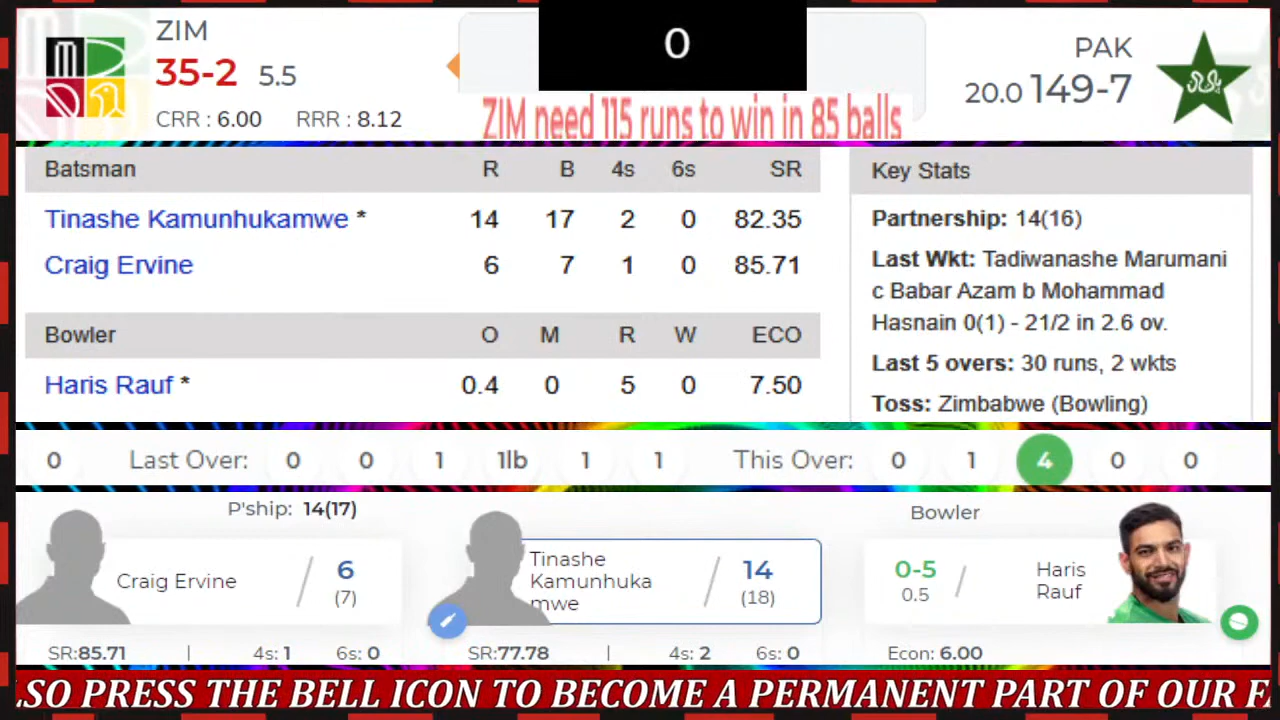 ZIM
35-2 5.5
CRR : 6.00 RRR : 8.12
0
ZIM need 115 runs to win in 85 balls
PAK
20.0 149-7
Batsman R B 4s 6s SR
Tinashe Kamunhukamwe * 14 17 2 0 82.35
Craig Ervine 6 7 1 0 85.71
Bowler O M R W ECO
Haris Rauf * 0.4 0 5 0 7.50
Key Stats
Partnership: 14(16)
Last Wkt: Tadiwanashe Marumani
c Babar Azam b Mohammad
Hasnain 0(1) - 21/2 in 2.6 ov.
Last 5 overs: 30 runs, 2 wkts
Toss: Zimbabwe (Bowling)
0 Last Over: 0 0 1 1lb 1 1 This Over: 0 1 4 0 0
P'ship: 14(17)
Craig Ervine / 6
(7)
SR:85.71 | 4s: 1 6s: 0
Tinashe
Kamunhuka
mwe / 14
(18)
SR:77.78 | 4s: 2 6s: 0
Bowler
0-5 / Haris
0.5 Rauf
Econ: 6.00
LSO PRESS THE BELL ICON TO BECOME A PERMANENT PART OF OUR FA